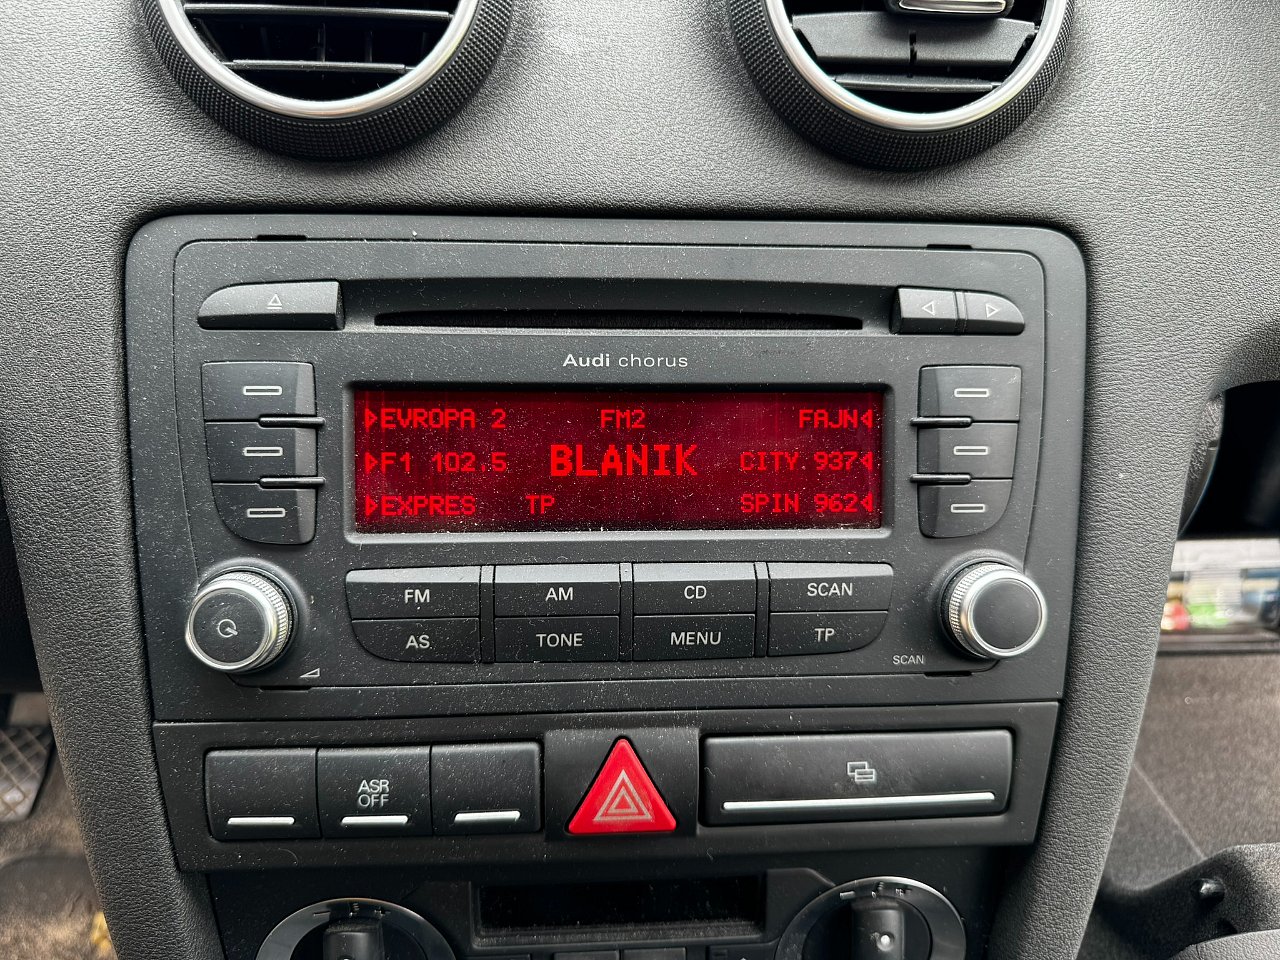 Audi chorus
EVROPA 2 FM2 FAJN
F1 102.5 BLANIK CITY 937
EXPRES TP SPIN 962
FM AM CD SCAN
AS TONE MENU TP
SCAN
ASR
OFF